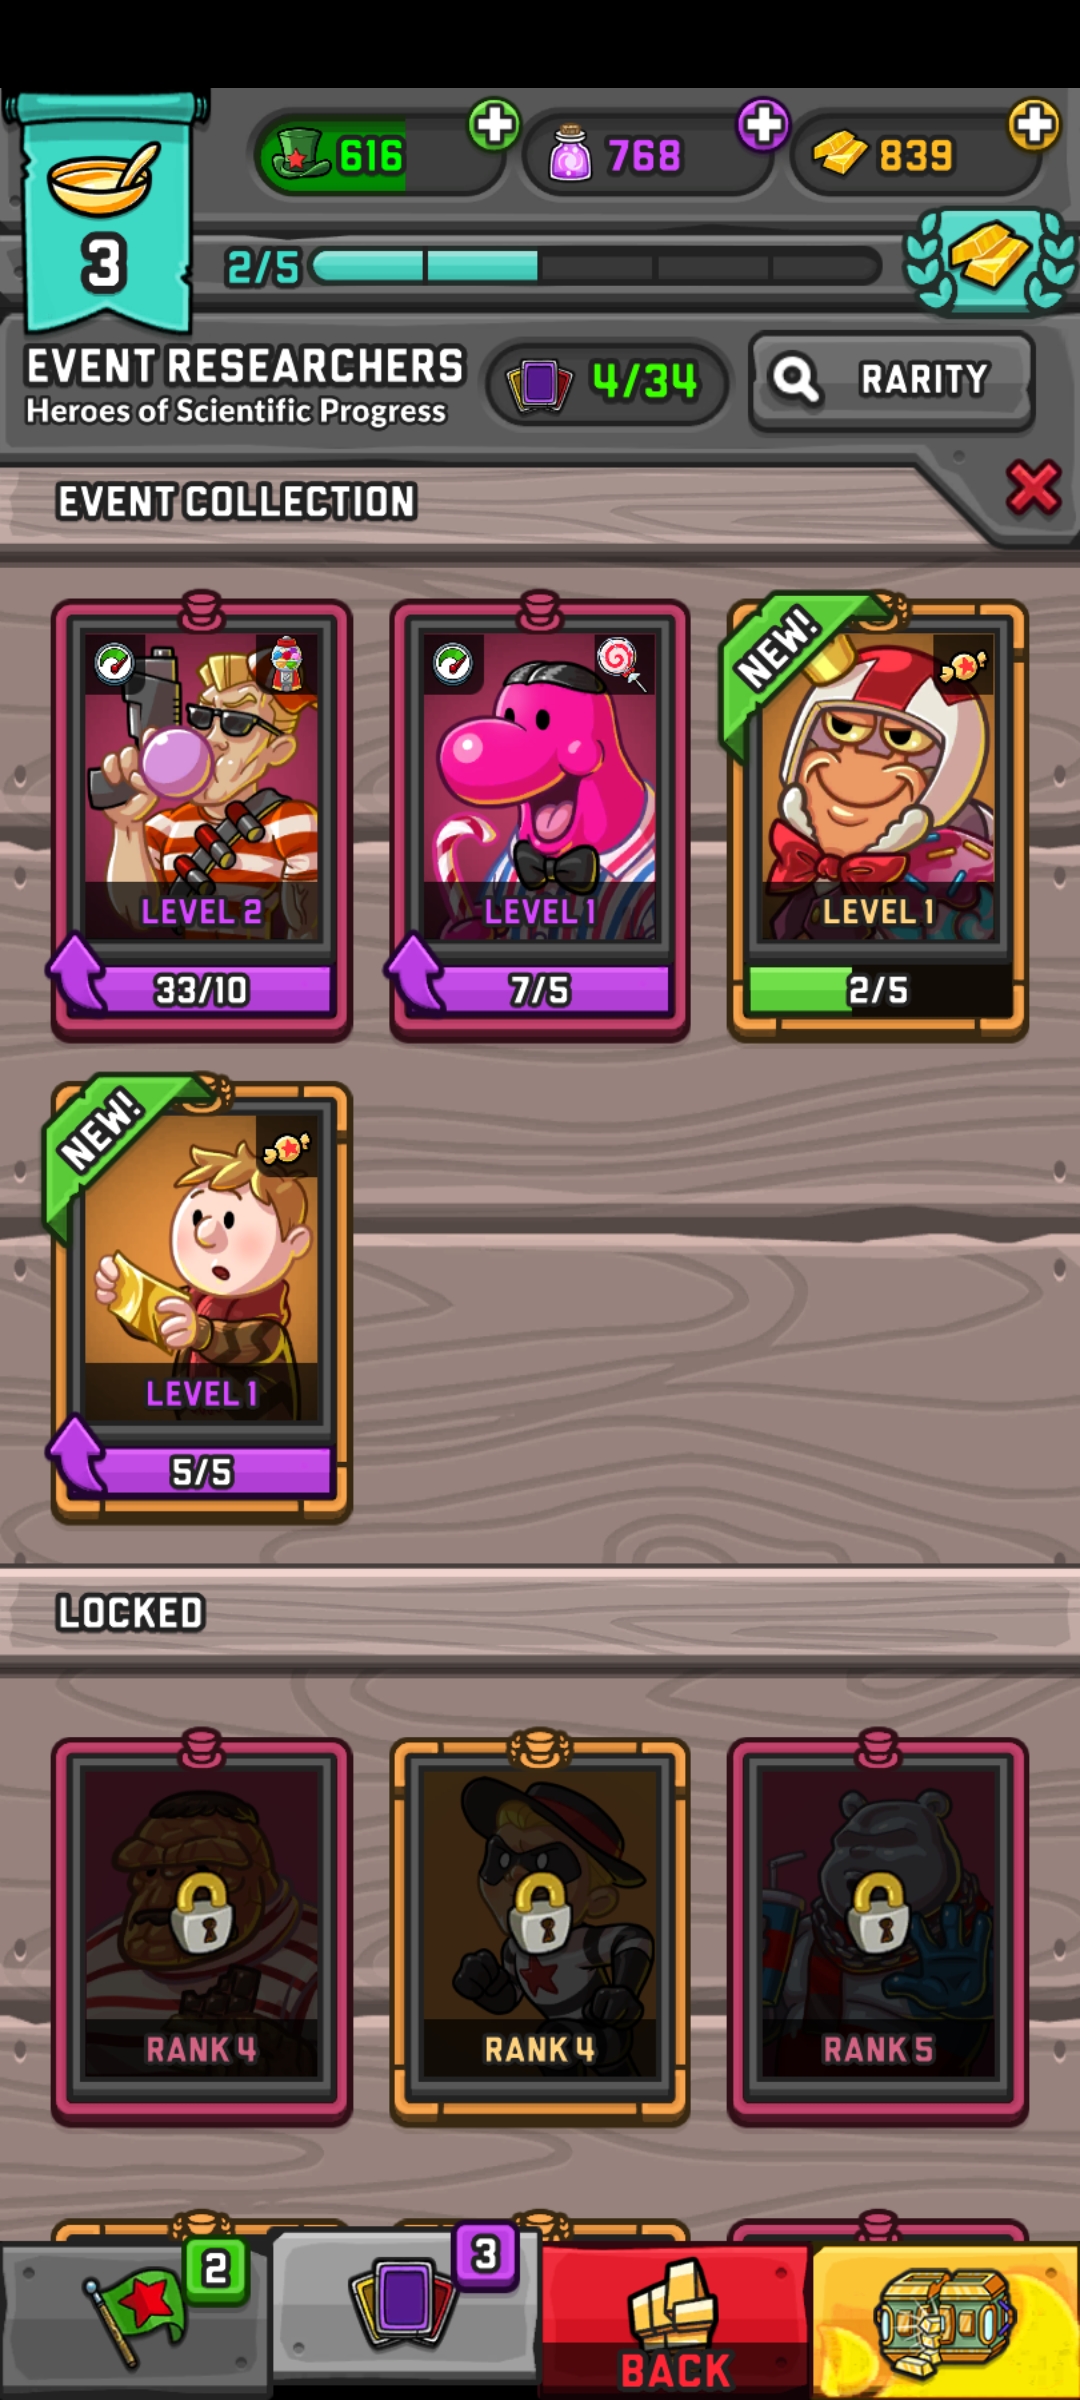 616
768
839
3
2/5
EVENT RESEARCHERS
Heroes of Scientific Progress
4/34
RARITY
EVENT COLLECTION
LEVEL 2
33/10
LEVEL 1
7/5
NEW!
LEVEL 1
2/5
NEW!
LEVEL 1
5/5
LOCKED
RANK 4
RANK 4
RANK 5
2
3
BACK